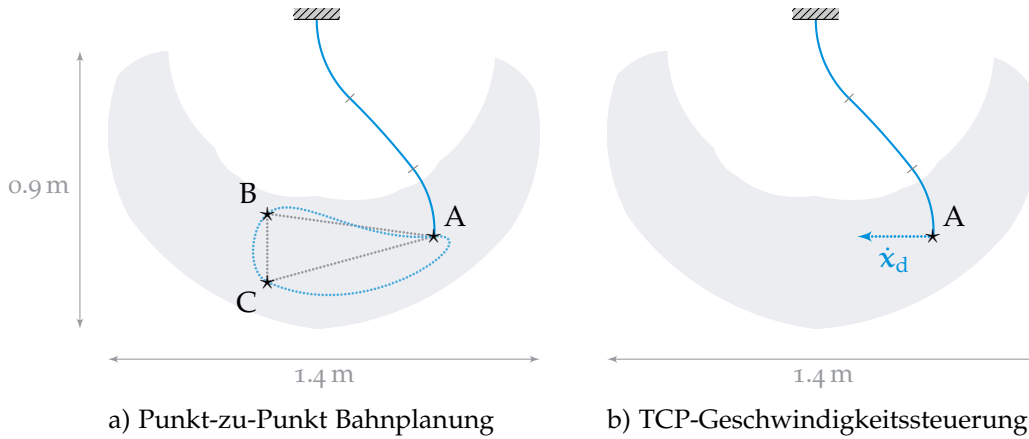 0.9 m
B
A
C
1.4 m
a) Punkt-zu-Punkt Bahnplanung
A
ẋd
1.4 m
b) TCP-Geschwindigkeitssteuerung